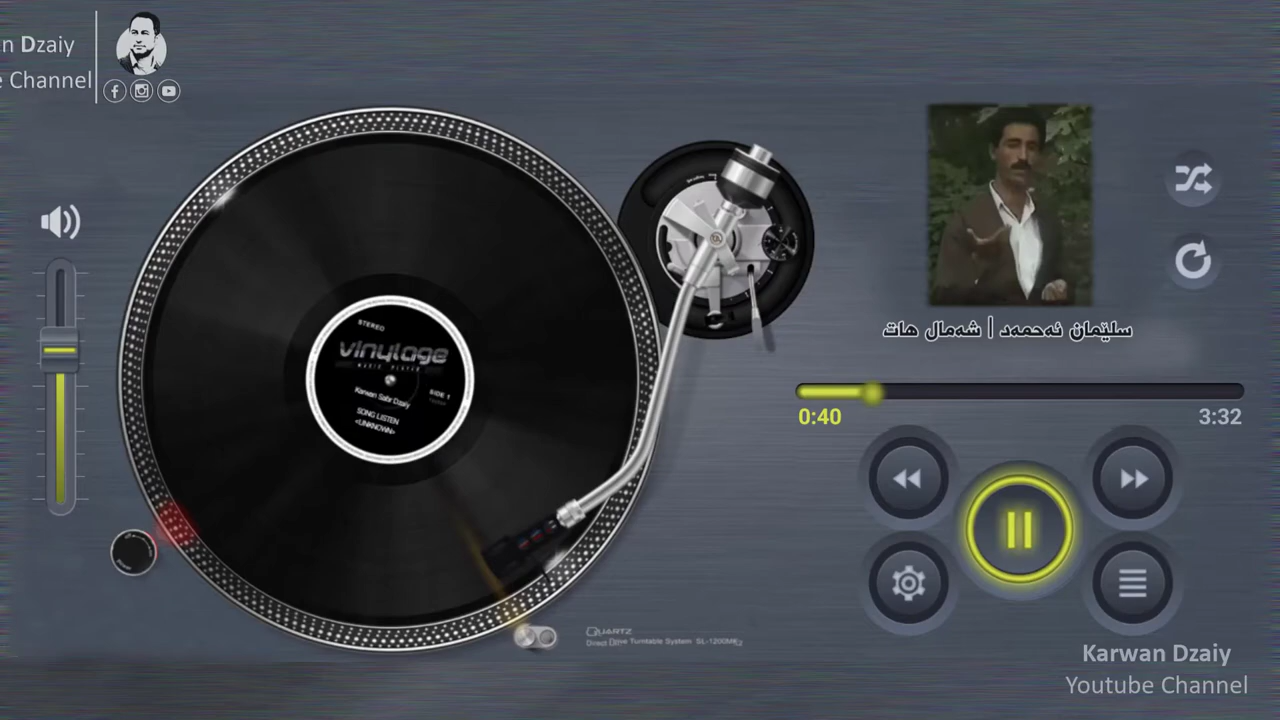 n Dzaiy
e Channel
STEREO
vinylage
MUSIC PLAYER
Karwan Sabr Dzaiy
SIDE 1
SONG LISTEN
<UNKNOWN>
سلێمان ئەحمەد | شەمال هات
0:40
3:32
QUARTZ
Direct Drive Turntable System SL-1200MK2
Karwan Dzaiy
Youtube Channel